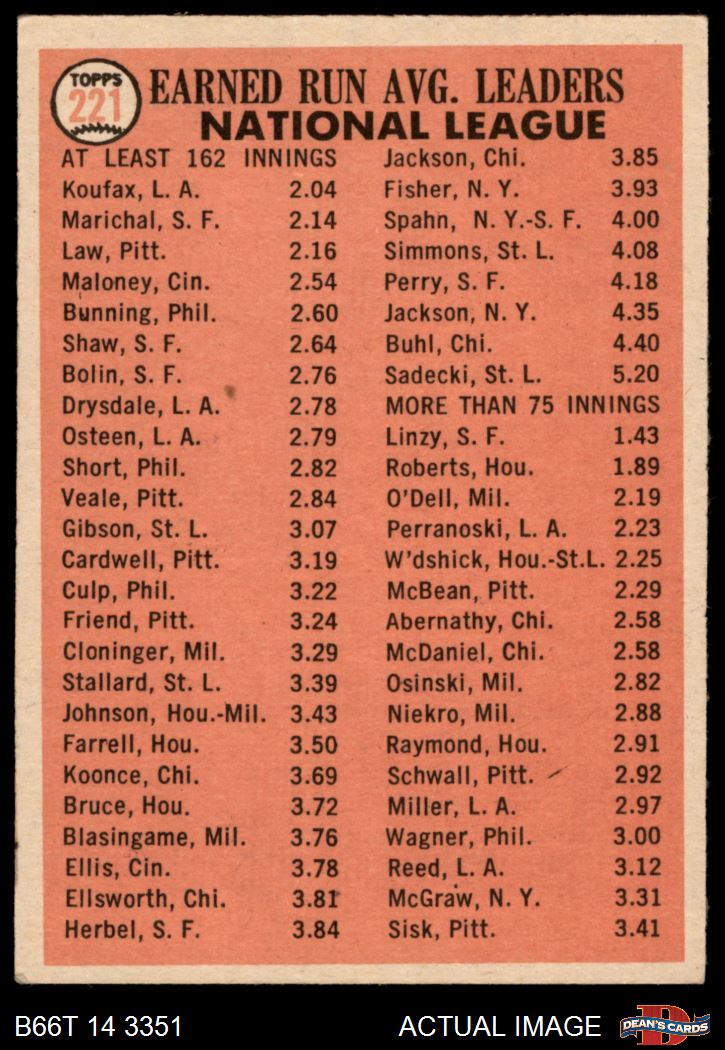 TOPPS
221
EARNED RUN AVG. LEADERS
NATIONAL LEAGUE
AT LEAST 162 INNINGS
Koufax, L. A. 2.04
Marichal, S. F. 2.14
Law, Pitt. 2.16
Maloney, Cin. 2.54
Bunning, Phil. 2.60
Shaw, S. F. 2.64
Bolin, S. F. 2.76
Drysdale, L. A. 2.78
Osteen, L. A. 2.79
Short, Phil. 2.82
Veale, Pitt. 2.84
Gibson, St. L. 3.07
Cardwell, Pitt. 3.19
Culp, Phil. 3.22
Friend, Pitt. 3.24
Cloninger, Mil. 3.29
Stallard, St. L. 3.39
Johnson, Hou.-Mil. 3.43
Farrell, Hou. 3.50
Koonce, Chi. 3.69
Bruce, Hou. 3.72
Blasingame, Mil. 3.76
Ellis, Cin. 3.78
Ellsworth, Chi. 3.81
Herbel, S. F. 3.84
Jackson, Chi. 3.85
Fisher, N. Y. 3.93
Spahn, N. Y.-S. F. 4.00
Simmons, St. L. 4.08
Perry, S. F. 4.18
Jackson, N. Y. 4.35
Buhl, Chi. 4.40
Sadecki, St. L. 5.20
MORE THAN 75 INNINGS
Linzy, S. F. 1.43
Roberts, Hou. 1.89
O'Dell, Mil. 2.19
Perranoski, L. A. 2.23
W'dshick, Hou.-St.L. 2.25
McBean, Pitt. 2.29
Abernathy, Chi. 2.58
McDaniel, Chi. 2.58
Osinski, Mil. 2.82
Niekro, Mil. 2.88
Raymond, Hou. 2.91
Schwall, Pitt. 2.92
Miller, L. A. 2.97
Wagner, Phil. 3.00
Reed, L. A. 3.12
McGraw, N. Y. 3.31
Sisk, Pitt. 3.41
B66T 14 3351
ACTUAL IMAGE
D
DEAN'S CARDS